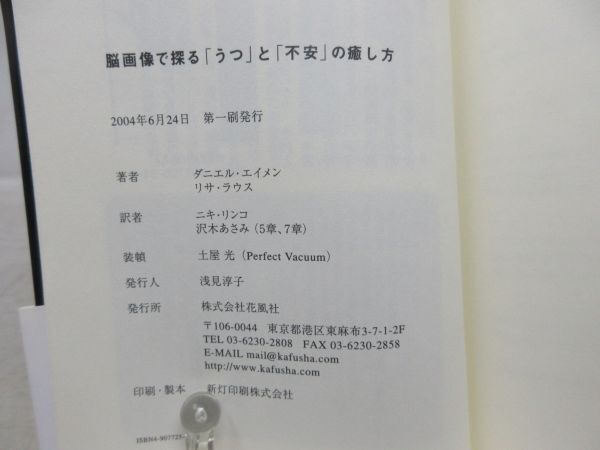 脳画像で探る「うつ」と「不安」の癒し方
2004年6月24日　第一刷発行
著者　ダニエル・エイメン
リサ・ラウス
訳者　ニキ・リンコ
沢木あさみ（5章、7章）
装幀　土屋 光（Perfect Vacuum）
発行人　浅見淳子
発行所　株式会社花風社
〒106-0044　東京都港区東麻布3-7-1-2F
TEL 03-6230-2808　FAX 03-6230-2858
E-MAIL mail@kafusha.com
http://www.kafusha.com
印刷・製本　新灯印刷株式会社
ISBN4-907725-